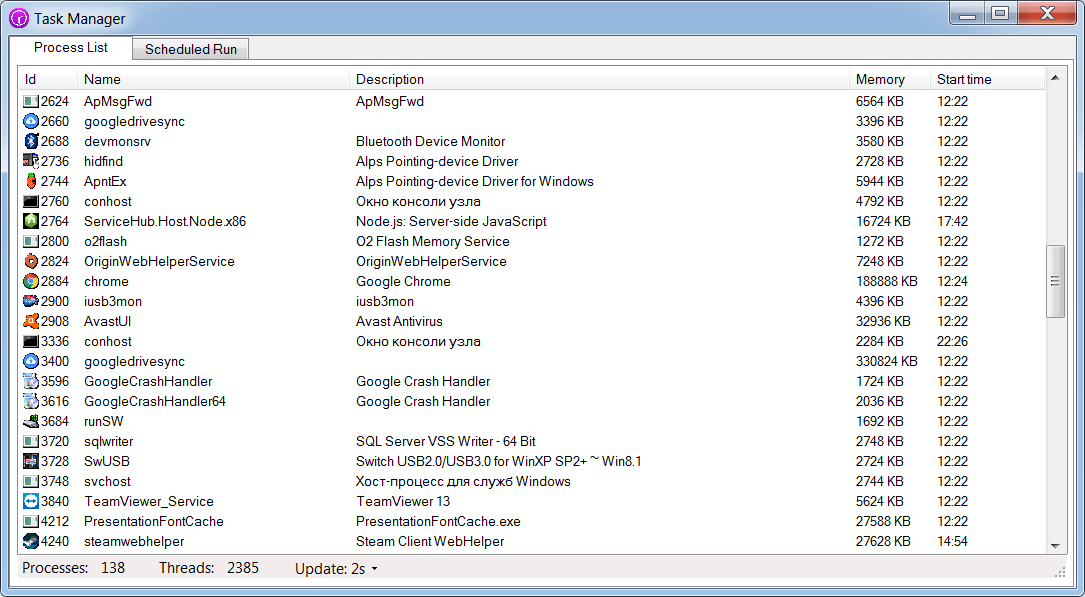 Task Manager
Process List Scheduled Run
Id Name Description Memory Start time
2624 ApMsgFwd ApMsgFwd 6564 KB 12:22
2660 googledrivesync 3396 KB 12:22
2688 devmonsrv Bluetooth Device Monitor 3580 KB 12:22
2736 hidfind Alps Pointing-device Driver 2728 KB 12:22
2744 ApntEx Alps Pointing-device Driver for Windows 5944 KB 12:22
2760 conhost Окно консоли узла 4792 KB 12:22
2764 ServiceHub.Host.Node.x86 Node.js: Server-side JavaScript 16724 KB 17:42
2800 o2flash O2 Flash Memory Service 1272 KB 12:22
2824 OriginWebHelperService OriginWebHelperService 7248 KB 12:22
2884 chrome Google Chrome 188888 KB 12:24
2900 iusb3mon iusb3mon 4396 KB 12:22
2908 AvastUI Avast Antivirus 32936 KB 12:22
3336 conhost Окно консоли узла 2284 KB 22:26
3400 googledrivesync 330824 KB 12:22
3596 GoogleCrashHandler Google Crash Handler 1724 KB 12:22
3616 GoogleCrashHandler64 Google Crash Handler 2036 KB 12:22
3684 runSW 1692 KB 12:22
3720 sqlwriter SQL Server VSS Writer - 64 Bit 2748 KB 12:22
3728 SwUSB Switch USB2.0/USB3.0 for WinXP SP2+ ~ Win8.1 2724 KB 12:22
3748 svchost Хост-процесс для служб Windows 2744 KB 12:22
3840 TeamViewer_Service TeamViewer 13 5624 KB 12:22
4212 PresentationFontCache PresentationFontCache.exe 27588 KB 12:22
4240 steamwebhelper Steam Client WebHelper 27628 KB 14:54
Processes: 138 Threads: 2385 Update: 2s